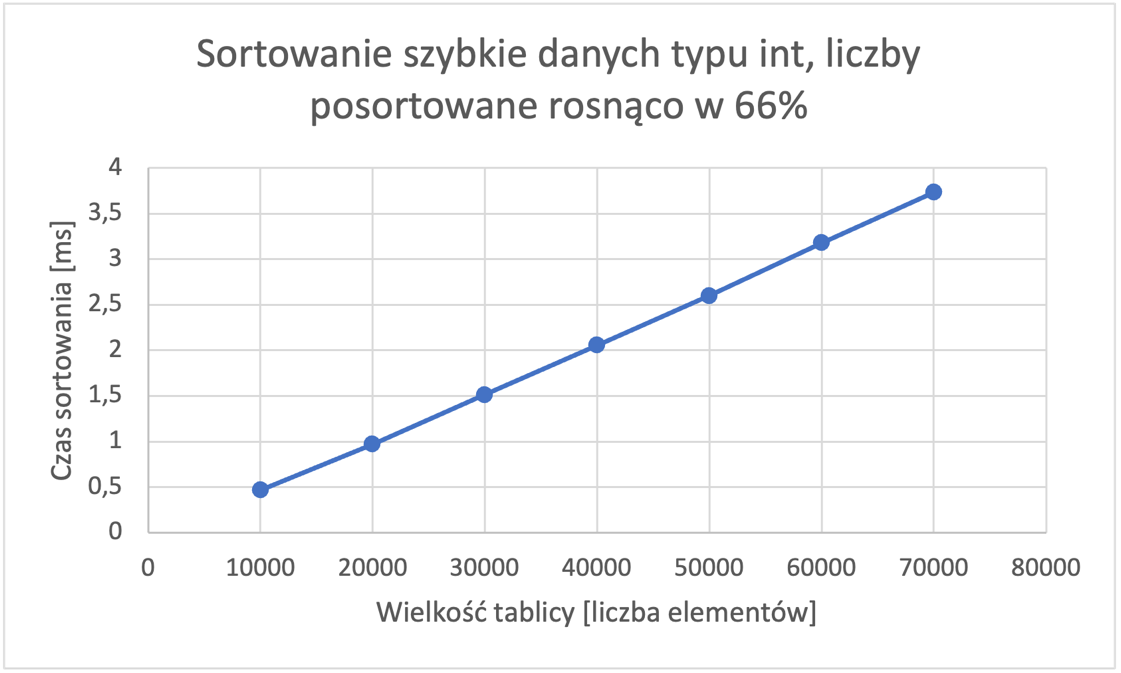 Sortowanie szybkie danych typu int, liczby
posortowane rosnąco w 66%
4
3,5
3
2,5
2
1,5
1
0,5
0
Czas sortowania [ms]
0 10000 20000 30000 40000 50000 60000 70000 80000
Wielkość tablicy [liczba elementów]